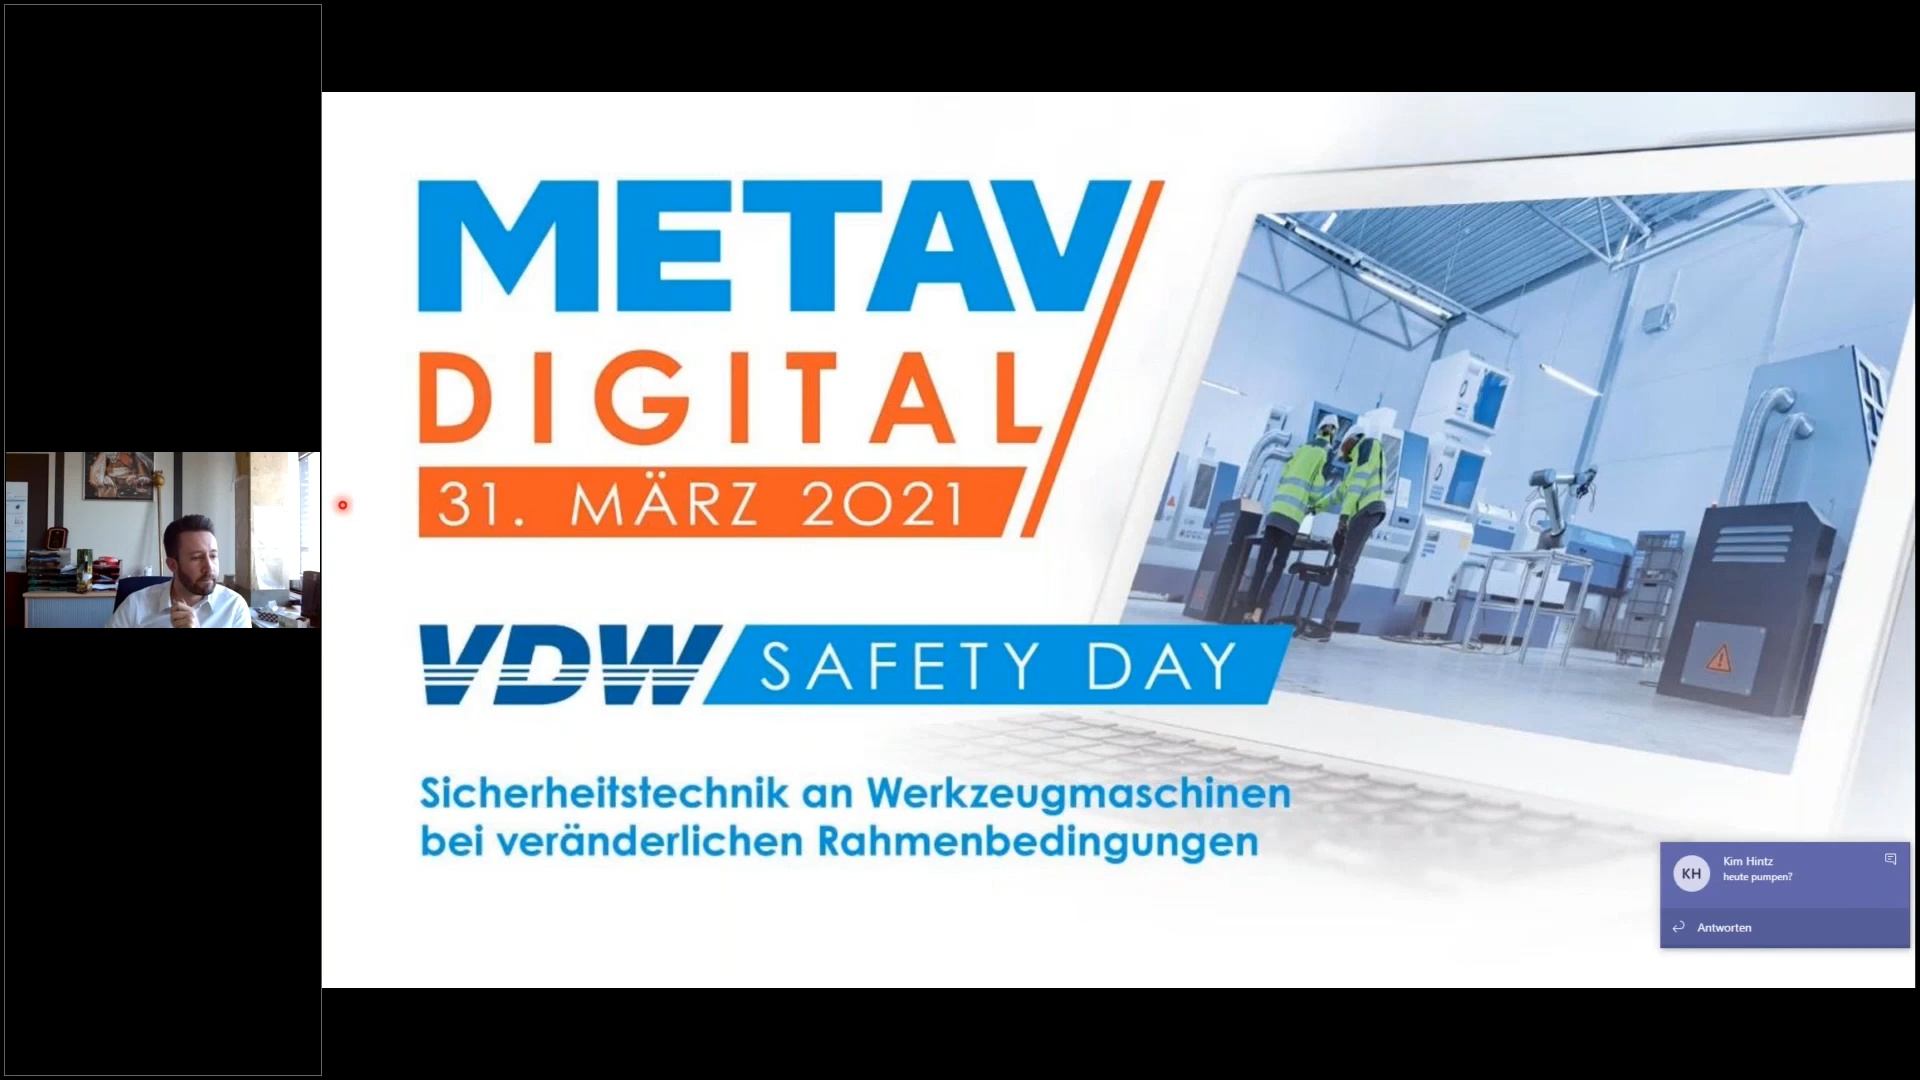 METAV
DIGITAL
31. MÄRZ 2021
VDW SAFETY DAY
Sicherheitstechnik an Werkzeugmaschinen
bei veränderlichen Rahmenbedingungen
KH
Kim Hintz
heute pumpen?
Antworten